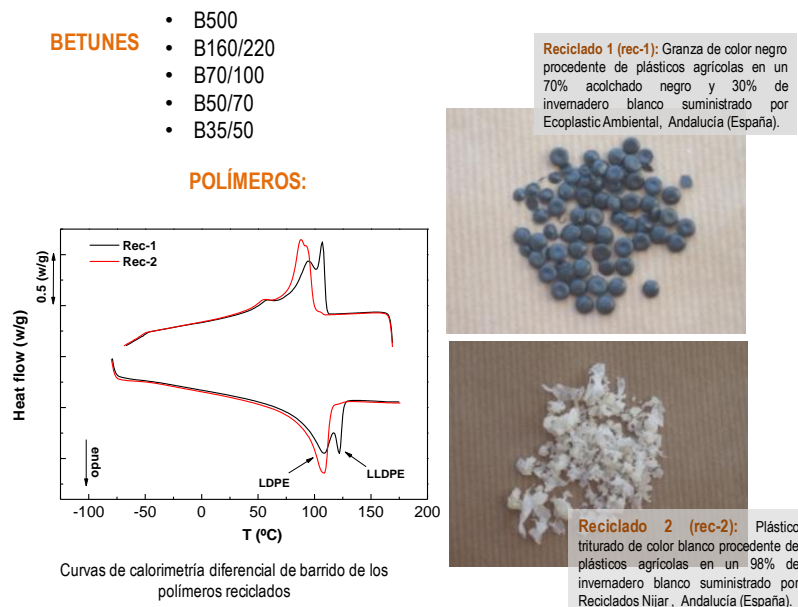 BETUNES
• B500
• B160/220
• B70/100
• B50/70
• B35/50
POLÍMEROS:
Reciclado 1 (rec-1): Granza de color negro
procedente de plásticos agrícolas en un
70% acolchado negro y 30% de
invernadero blanco suministrado por
Ecoplastic Ambiental, Andalucía (España).
Rec-1
Rec-2
0.5 (w/g)
Heat flow (w/g)
endo
LDPE
LLDPE
-100 -50 0 50 100 150 200
T (ºC)
Curvas de calorimetría diferencial de barrido de los
polímeros reciclados
Reciclado 2 (rec-2): Plástico
triturado de color blanco procedente de
plásticos agrícolas en un 98% de
invernadero blanco suministrado por
Reciclados Nijar , Andalucía (España).